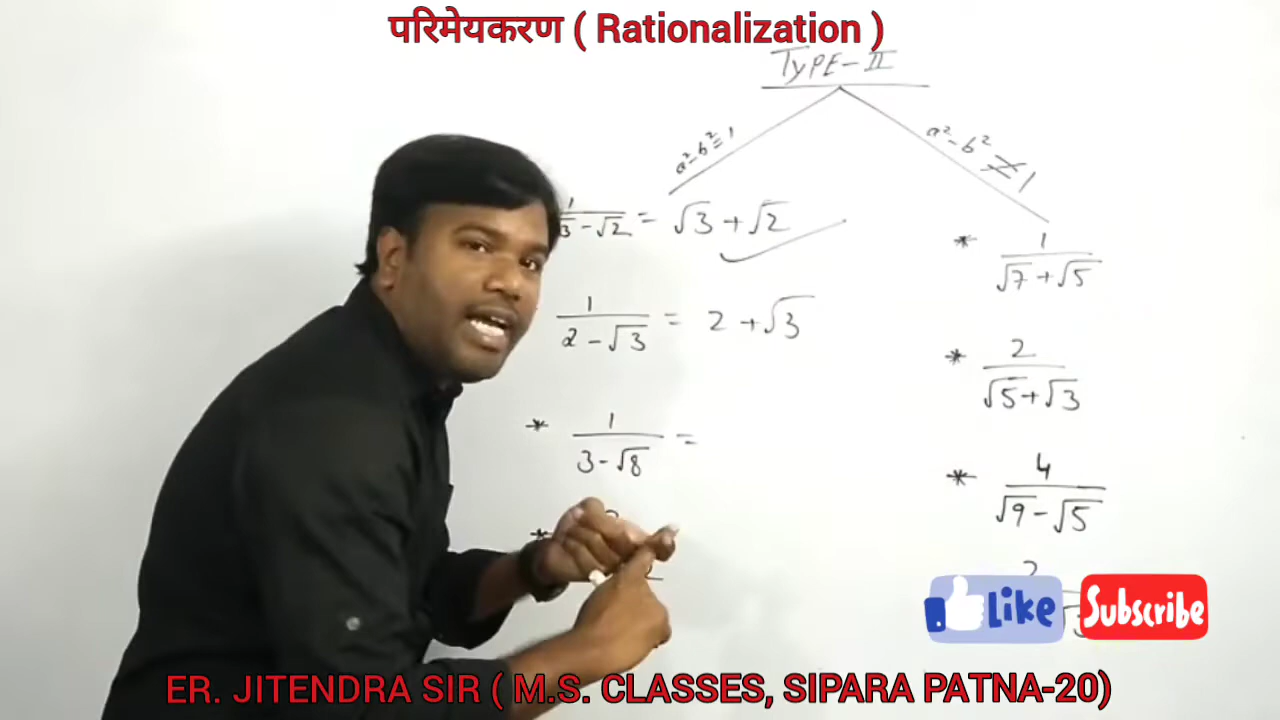 परिमेयकरण ( Rationalization )
TYPE-II
a²-b²=1
a²-b² ≠ 1
1/√3-√2 = √3+√2
1/2-√3 = 2+√3
* 1/3-√8 =
*
* 1/√7+√5
* 2/√5+√3
* 4/√9-√5
2
Like
Subscribe
ER. JITENDRA SIR ( M.S. CLASSES, SIPARA PATNA-20)